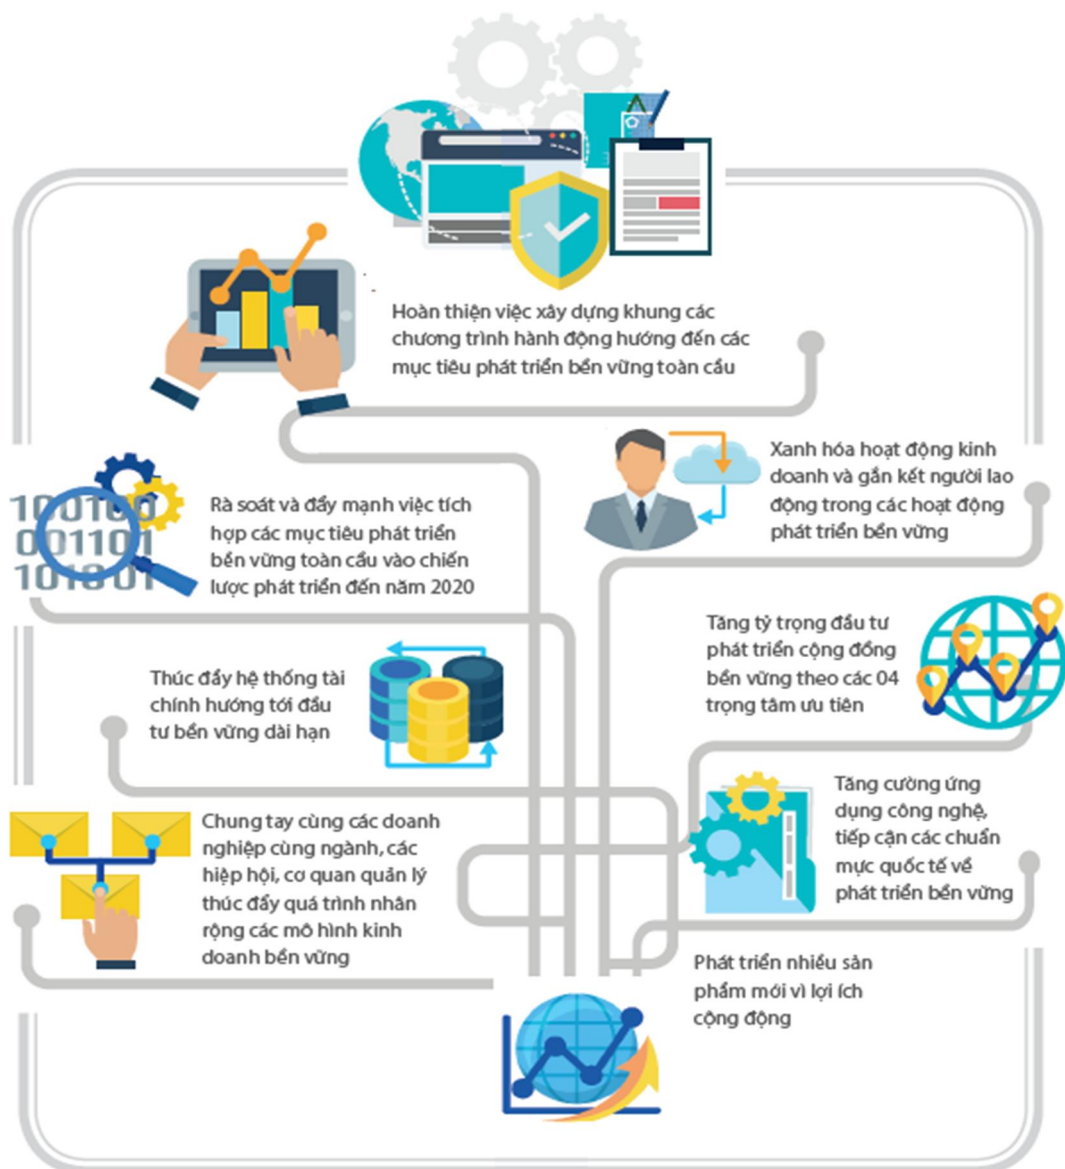 Hoàn thiện việc xây dựng khung các
chương trình hành động hướng đến các
mục tiêu phát triển bền vững toàn cầu
Xanh hóa hoạt động kinh
doanh và gắn kết người lao
động trong các hoạt động
phát triển bền vững
100100
001101
101001
Rà soát và đẩy mạnh việc tích
hợp các mục tiêu phát triển
bền vững toàn cầu vào chiến
lược phát triển đến năm 2020
Tăng tỷ trọng đầu tư
phát triển cộng đồng
bền vững theo các 04
trọng tâm ưu tiên
Thúc đẩy hệ thống tài
chính hướng tới đầu
tư bền vững dài hạn
Tăng cường ứng
dụng công nghệ,
tiếp cận các chuẩn
mực quốc tế về
phát triển bền vững
Chung tay cùng các doanh
nghiệp cùng ngành, các
hiệp hội, cơ quan quản lý
thúc đẩy quá trình nhân
rộng các mô hình kinh
doanh bền vững
Phát triển nhiều sản
phẩm mới vì lợi ích
cộng động